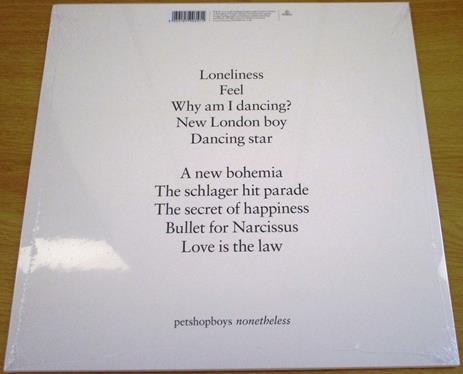 Loneliness
Feel
Why am I dancing?
New London boy
Dancing star
A new bohemia
The schlager hit parade
The secret of happiness
Bullet for Narcissus
Love is the law
petshopboys nonetheless